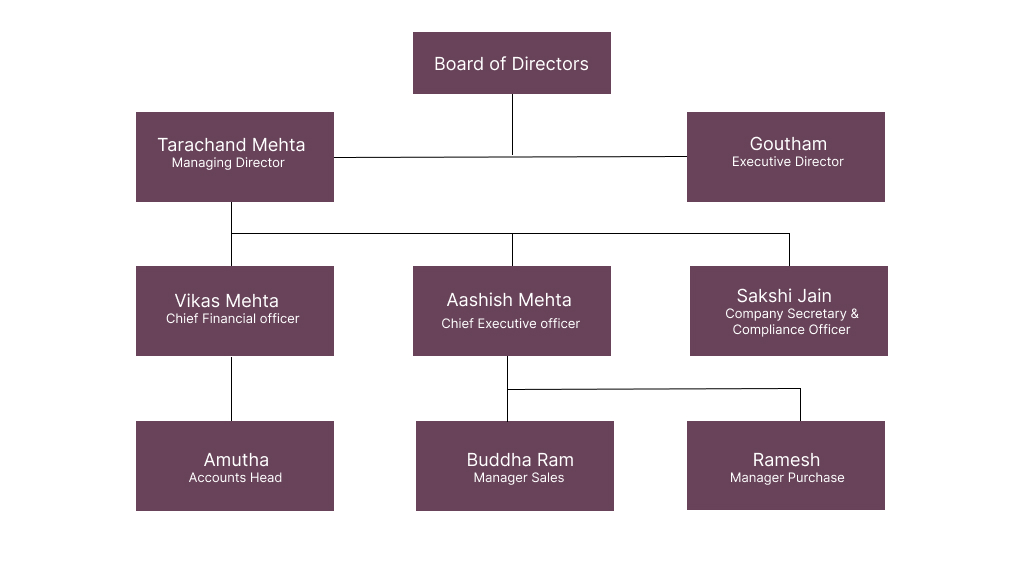 Board of Directors
Tarachand Mehta
Managing Director
Goutham
Executive Director
Vikas Mehta
Chief Financial officer
Aashish Mehta
Chief Executive officer
Sakshi Jain
Company Secretary &
Compliance Officer
Amutha
Accounts Head
Buddha Ram
Manager Sales
Ramesh
Manager Purchase